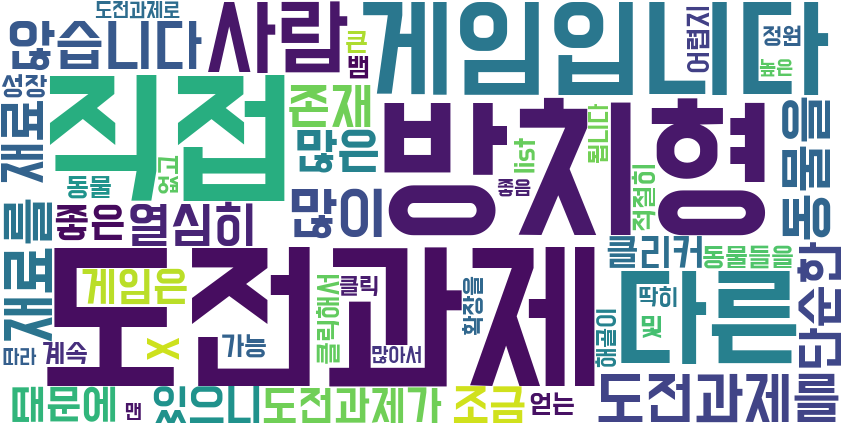 도전과제로
않습니다
사람
큰
뱀
게임입니다
어렵지
정원
높은
성장
재료
직접
존재
많은
방치형
list
됩니다
동물을
동물
없고
좋음
적절히
를
좋은
열심히
많이
클리커
동물들을
재료
게임은
도전과제
클릭해서
클릭
확장을
다른
딱히
단순한
해골이
X
가능
따라
계속
많아서
때문에
맨
있으니
도전과제가
조금
얻는
도전과제를